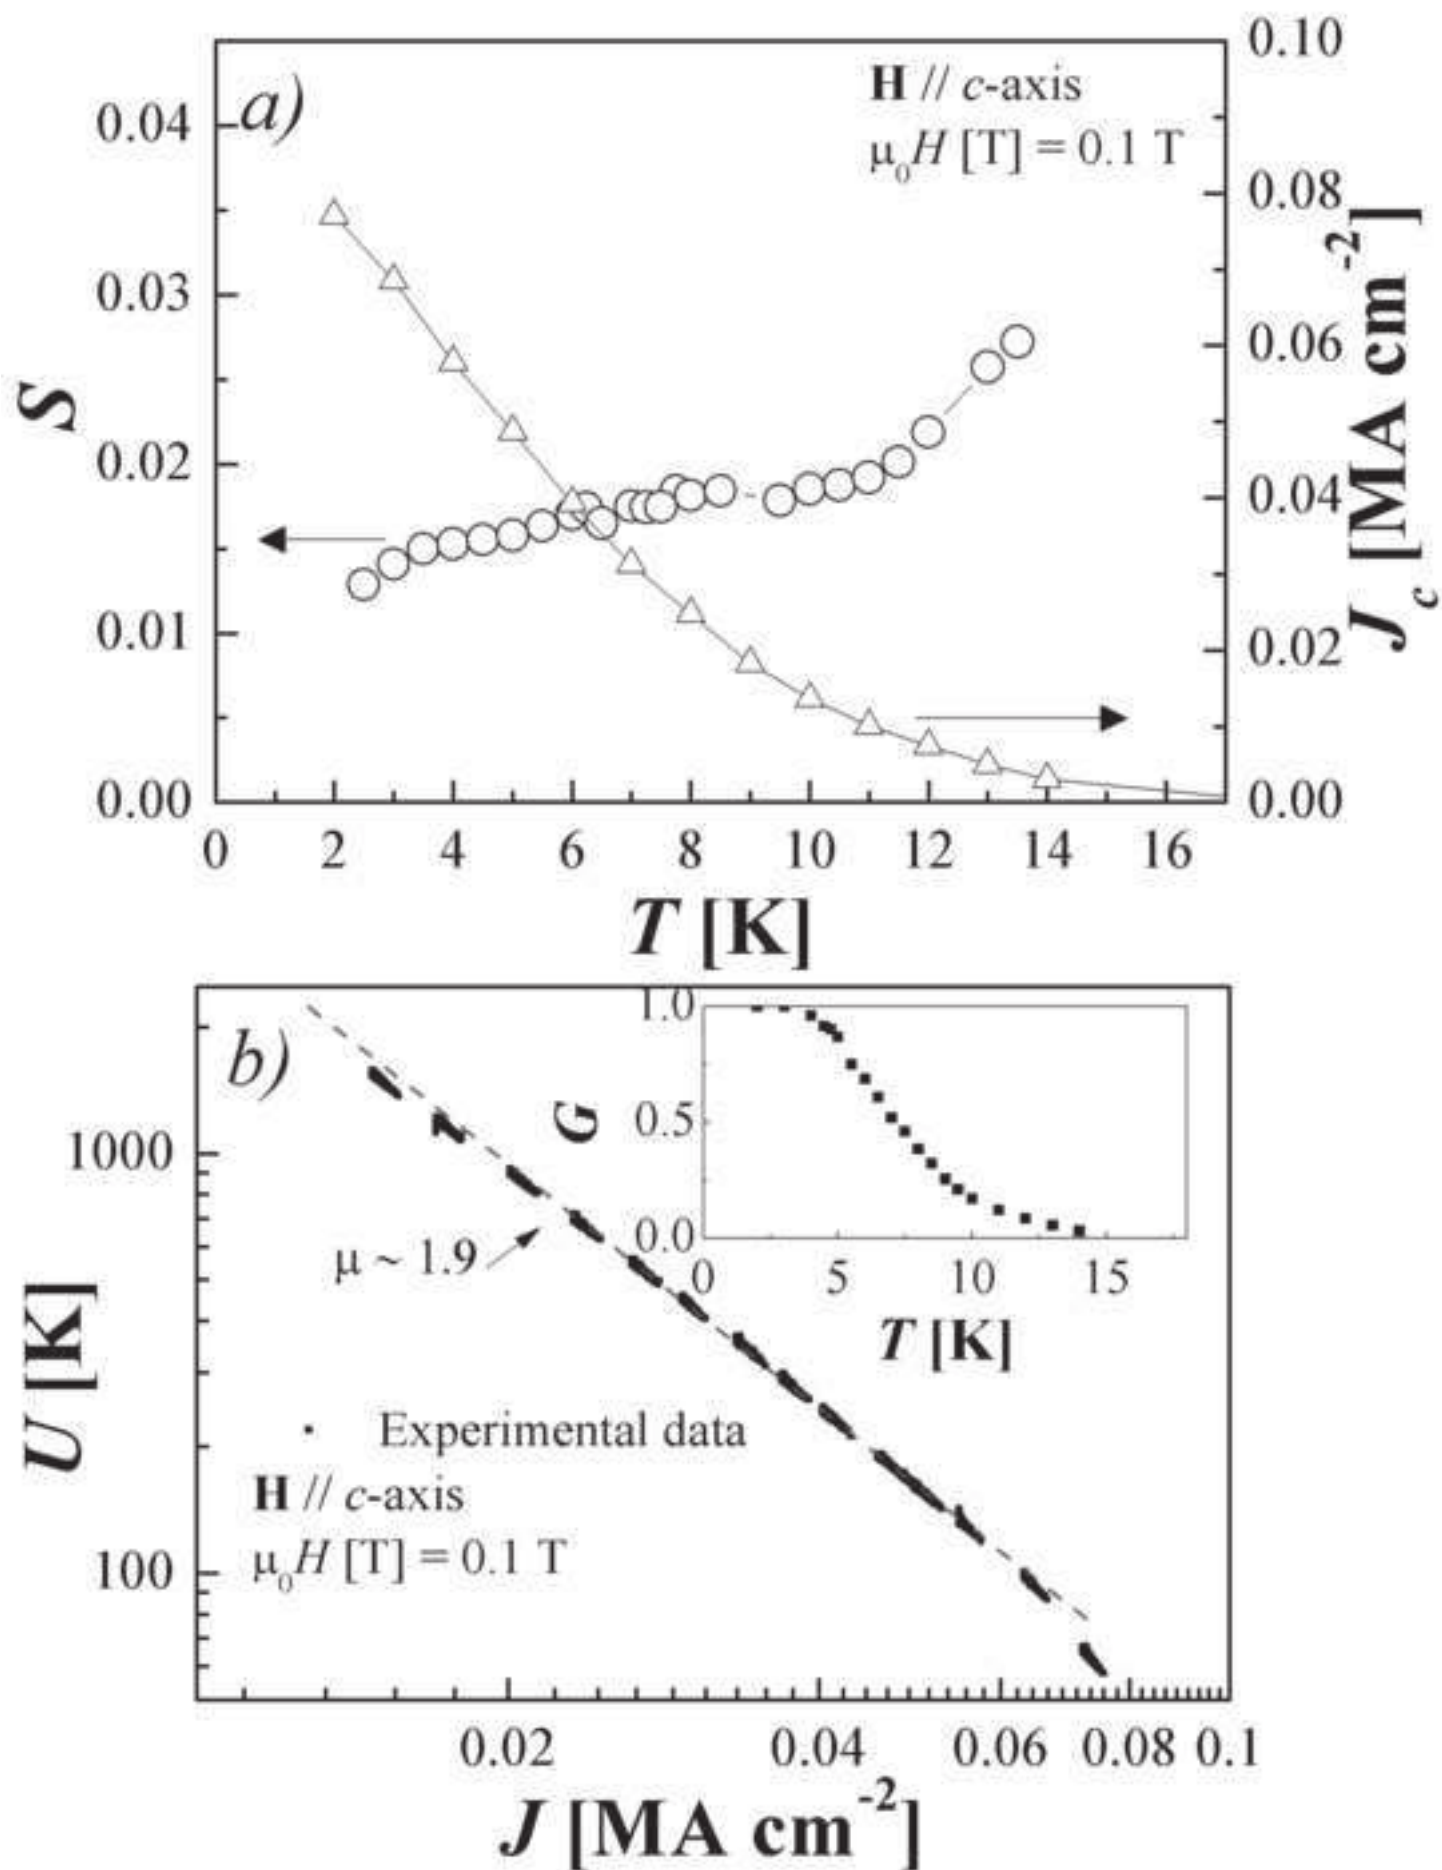 a)
H // c-axis
μ₀H [T] = 0.1 T
0.04
0.03
0.02
0.01
0.00
S
0.10
0.08
0.06
0.04
0.02
0.00
J_c [MA cm⁻²]
0 2 4 6 8 10 12 14 16
T [K]
b)
1.0
0.5
0.0
G
0 5 10 15
T [K]
μ ~ 1.9
1000
100
U [K]
Experimental data
H // c-axis
μ₀H [T] = 0.1 T
0.02 0.04 0.06 0.08 0.1
J [MA cm⁻²]